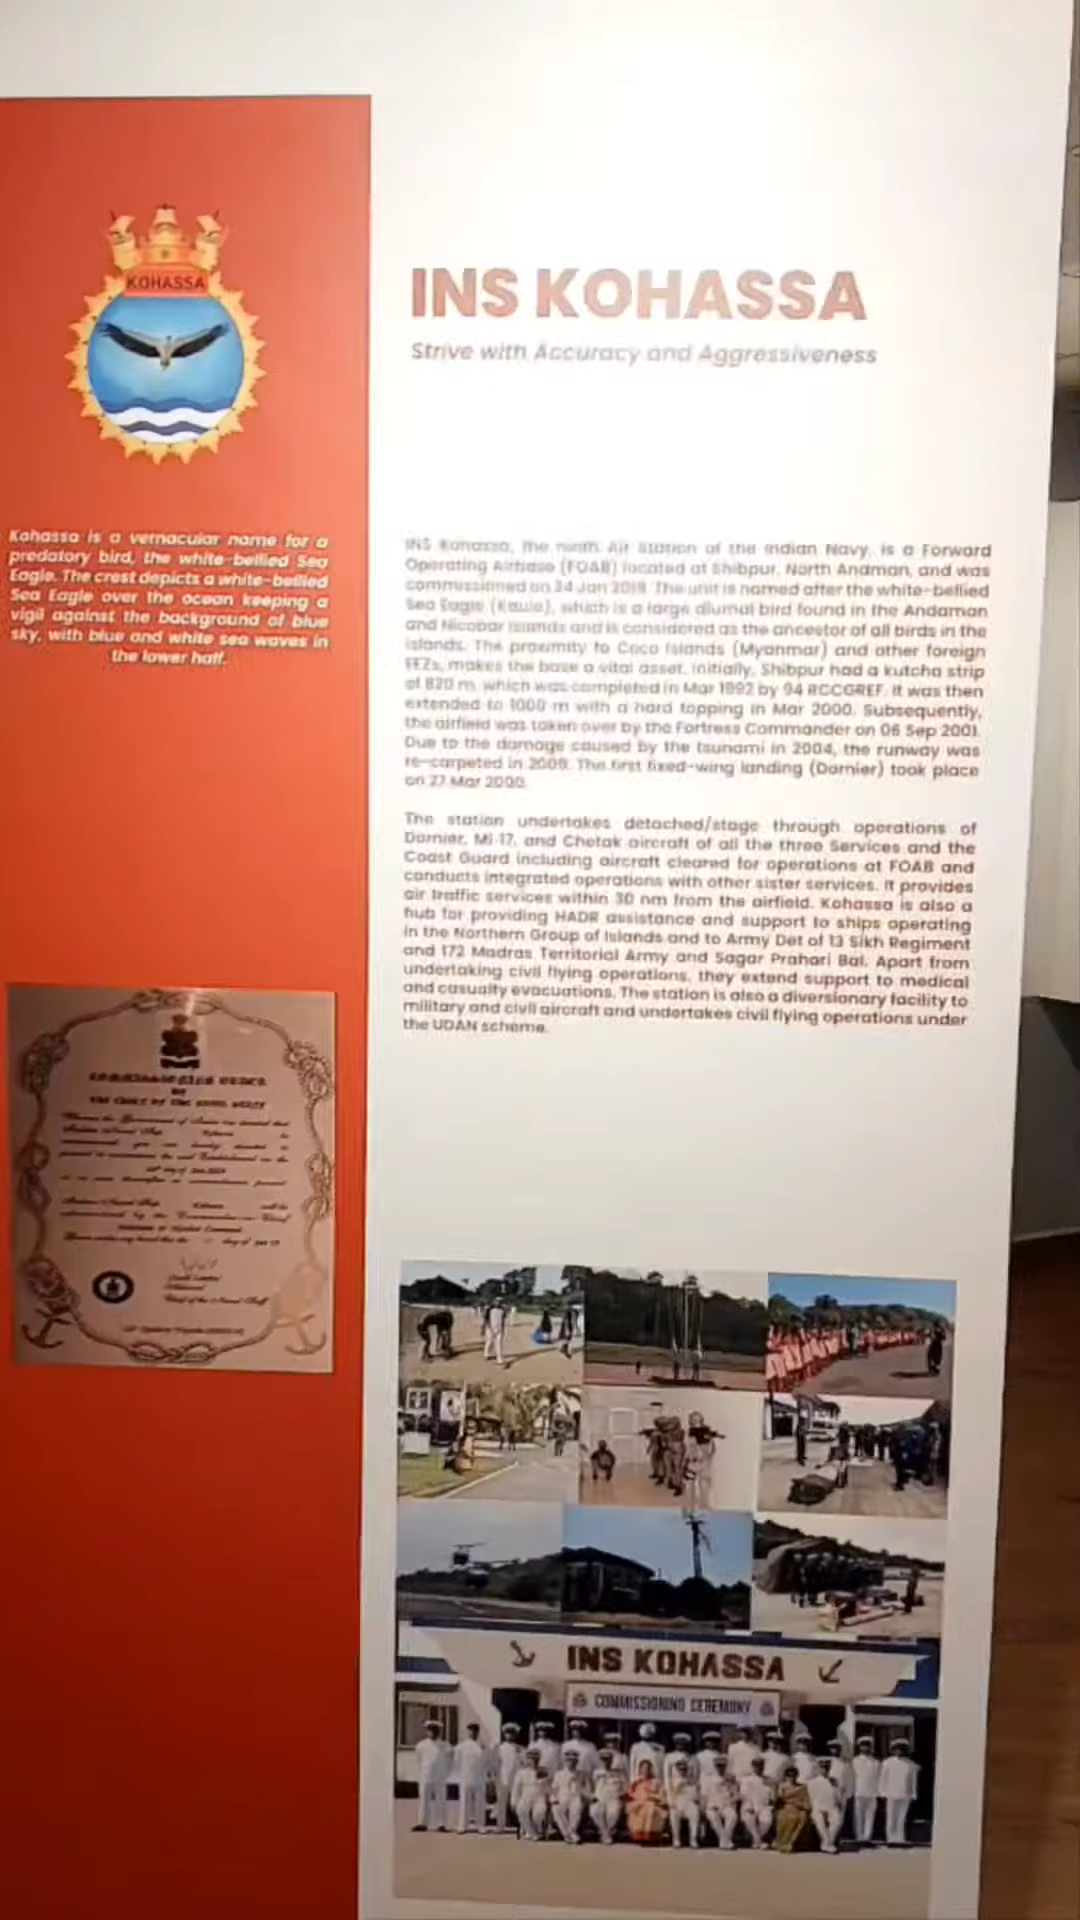 KOHASSA
INS KOHASSA
Strive with Accuracy and Aggressiveness
Kohassa is a vernacular name for a
predatory bird, the white-bellied Sea
Eagle. The crest depicts a white-bellied
Sea Eagle over the ocean keeping a
vigil against the background of blue
sky, with blue and white sea waves in
the lower half.
INS Kohassa, the ninth Air Station of the Indian Navy, is a Forward
Operating Airbase (FOAB) located at Shibpur, North Andman, and was
commissioned on 24 Jan 2019. The unit is named after the white-bellied
Sea Eagle (Kaulo), which is a large diurnal bird found in the Andaman
and Nicobar Islands and is considered as the ancestor of all birds in the
islands. The proximity to Coco Islands (Myanmar) and other foreign
EEZs, makes the base a vital asset. Initially, Shibpur had a kutcha strip
of 820 m, which was completed in Mar 1992 by 94 RCCGREF. It was then
extended to 1000 m with a hard topping in Mar 2000. Subsequently,
the airfield was taken over by the Fortress Commander on 06 Sep 2001.
Due to the damage caused by the tsunami in 2004, the runway was
re-carpeted in 2009. The first fixed-wing landing (Dornier) took place
on 27 Mar 2000.
The station undertakes detached/stage through operations of
Dornier, Mi-17, and Chetak aircraft of all the three Services and the
Coast Guard including aircraft cleared for operations at FOAB and
conducts integrated operations with other sister services. It provides
air traffic services within 30 nm from the airfield. Kohassa is also a
hub for providing HADR assistance and support to ships operating
in the Northern Group of Islands and to Army Det of 13 Sikh Regiment
and 172 Madras Territorial Army and Sagar Prahari Bal. Apart from
undertaking civil flying operations, they extend support to medical
and casualty evacuations. The station is also a diversionary facility to
military and civil aircraft and undertakes civil flying operations under
the UDAN scheme.
COMMISSIONING ORDER
BY
THE CHIEF OF THE NAVAL STAFF
Chief of the Naval Staff
INS KOHASSA
COMMISSIONING CEREMONY